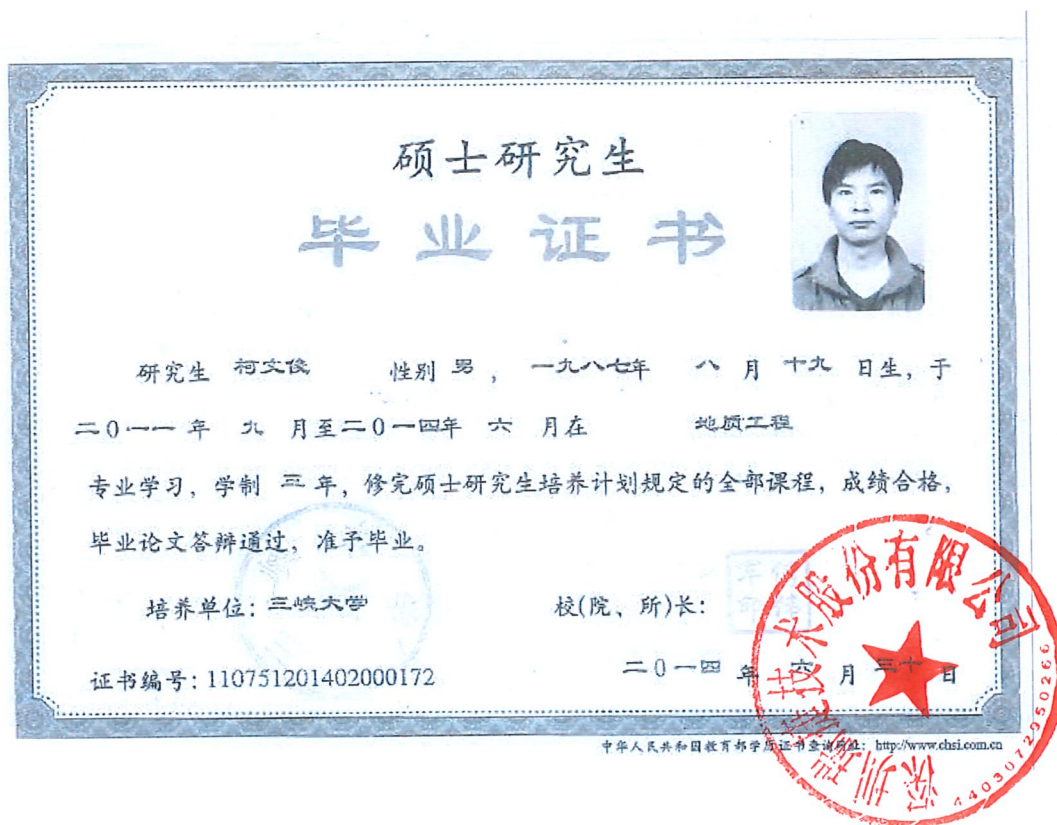 硕士研究生
毕业证书
研究生 柯文俊 性别 男，一九八七年 八 月 十九 日生，于
二0一一 年 九 月至二0一四年 六 月在 地质工程
专业学习，学制 三 年，修完硕士研究生培养计划规定的全部课程，成绩合格，
毕业论文答辩通过，准予毕业。
培养单位：三峡大学
校(院、所)长：
证书编号：110751201402000172
二0一四 年 六 月 三十 日
中华人民共和国教育部学历证书查询网址：http://www.chsi.com.cn
技术股份有限公司
4403072950266